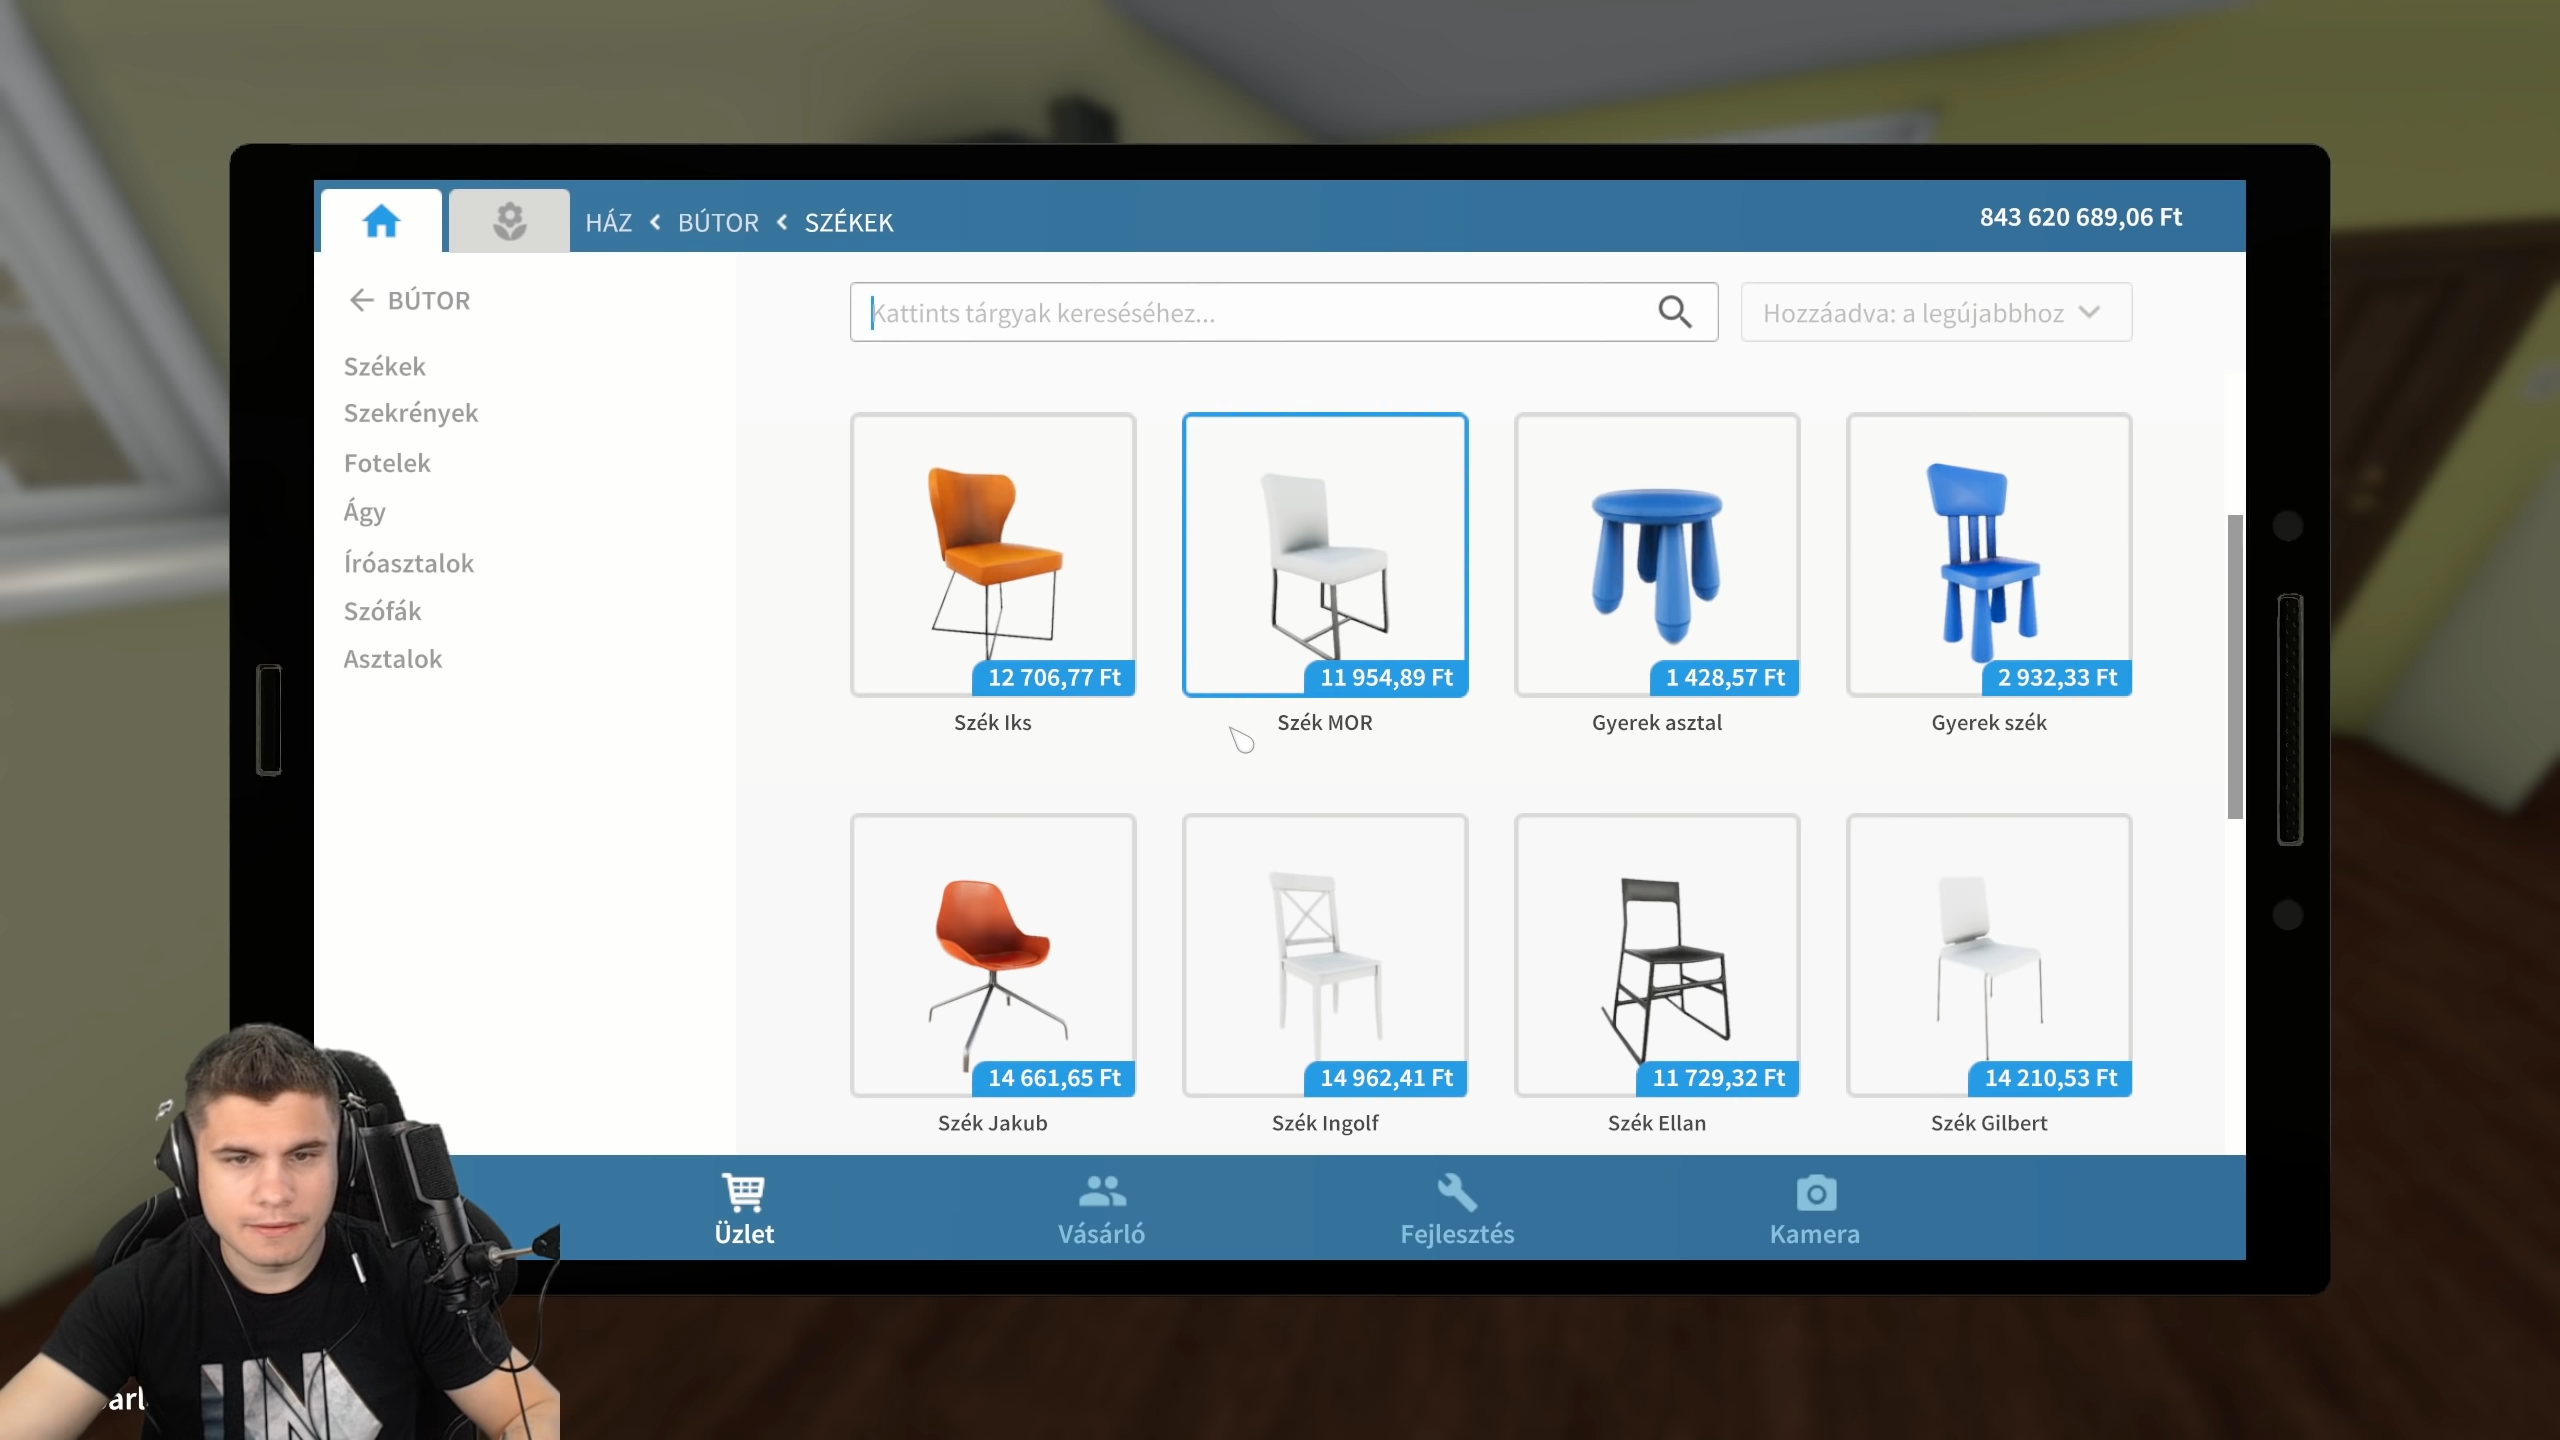 HÁZ BÚTOR SZÉKEK
843 620 689,06 Ft
BÚTOR
Székek
Szekrények
Fotelek
Ágy
Íróasztalok
Szófák
Asztalok
Kattints tárgyak kereséséhez...
Hozzáadva: a legújabbhoz
12 706,77 Ft
11 954,89 Ft
1 428,57 Ft
2 932,33 Ft
Szék Iks
Szék MOR
Gyerek asztal
Gyerek szék
14 661,65 Ft
14 962,41 Ft
11 729,32 Ft
14 210,53 Ft
Szék Jakub
Szék Ingolf
Szék Ellan
Szék Gilbert
Üzlet
Vásárló
Fejlesztés
Kamera